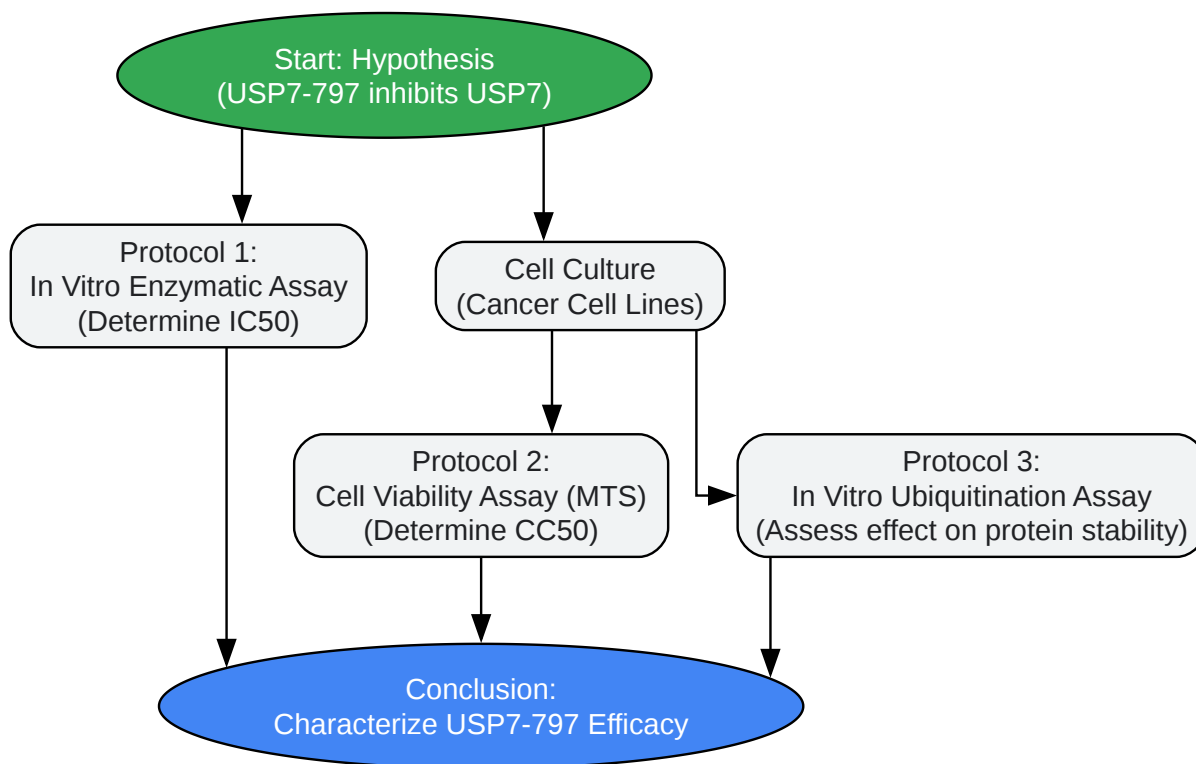 Start: Hypothesis
(USP7-797 inhibits USP7)
Protocol 1:
In Vitro Enzymatic Assay
(Determine IC50)
Cell Culture
(Cancer Cell Lines)
Protocol 2:
Cell Viability Assay (MTS)
(Determine CC50)
Protocol 3:
In Vitro Ubiquitination Assay
(Assess effect on protein stability)
Conclusion:
Characterize USP7-797 Efficacy